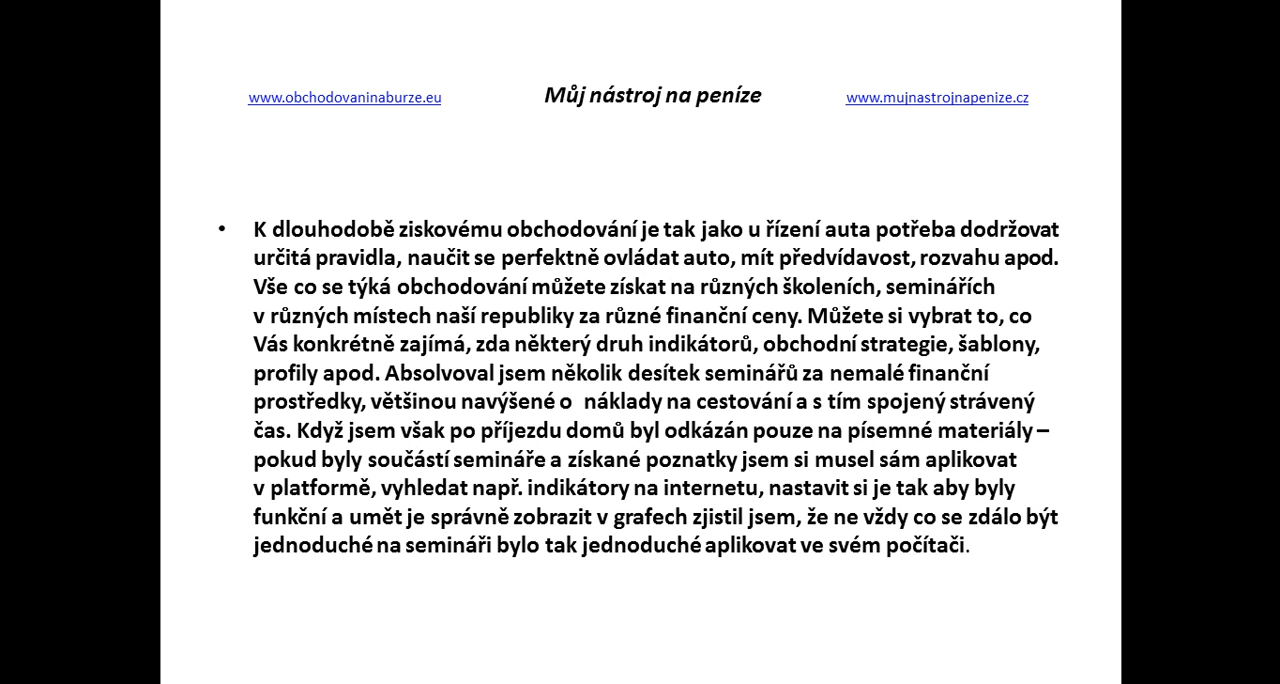 www.obchodovaninaburze.eu Můj nástroj na peníze www.mujnastrojnapenize.cz
• K dlouhodobě ziskovému obchodování je tak jako u řízení auta potřeba dodržovat
určitá pravidla, naučit se perfektně ovládat auto, mít předvídavost, rozvahu apod.
Vše co se týká obchodování můžete získat na různých školeních, seminářích
v různých místech naší republiky za různé finanční ceny. Můžete si vybrat to, co
Vás konkrétně zajímá, zda některý druh indikátorů, obchodní strategie, šablony,
profily apod. Absolvoval jsem několik desítek seminářů za nemalé finanční
prostředky, většinou navýšené o náklady na cestování a s tím spojený strávený
čas. Když jsem však po příjezdu domů byl odkázán pouze na písemné materiály –
pokud byly součástí semináře a získané poznatky jsem si musel sám aplikovat
v platformě, vyhledat např. indikátory na internetu, nastavit si je tak aby byly
funkční a umět je správně zobrazit v grafech zjistil jsem, že ne vždy co se zdálo být
jednoduché na semináři bylo tak jednoduché aplikovat ve svém počítači.